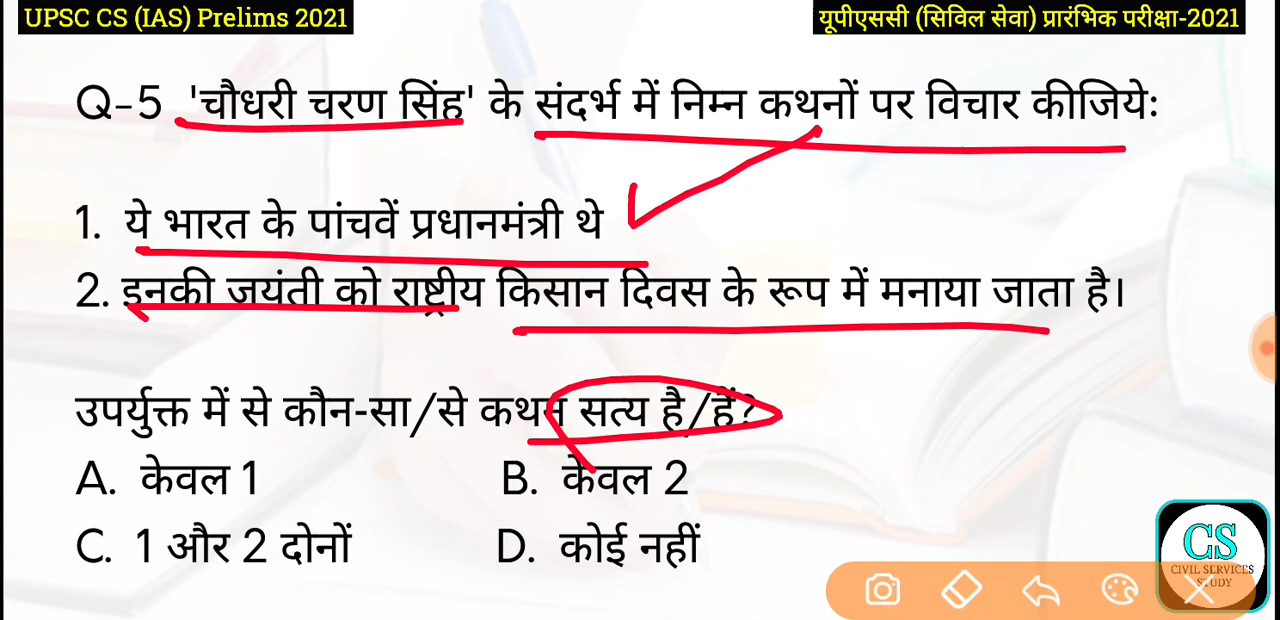 UPSC CS (IAS) Prelims 2021
यूपीएससी (सिविल सेवा) प्रारंभिक परीक्षा-2021
Q-5 'चौधरी चरण सिंह' के संदर्भ में निम्न कथनों पर विचार कीजिये:
1. ये भारत के पांचवें प्रधानमंत्री थे
2. इनकी जयंती को राष्ट्रीय किसान दिवस के रूप में मनाया जाता है।
उपर्युक्त में से कौन-सा/से कथन सत्य है/हैं?
A. केवल 1
B. केवल 2
C. 1 और 2 दोनों
D. कोई नहीं
CS
CIVIL SERVICES
STUDY